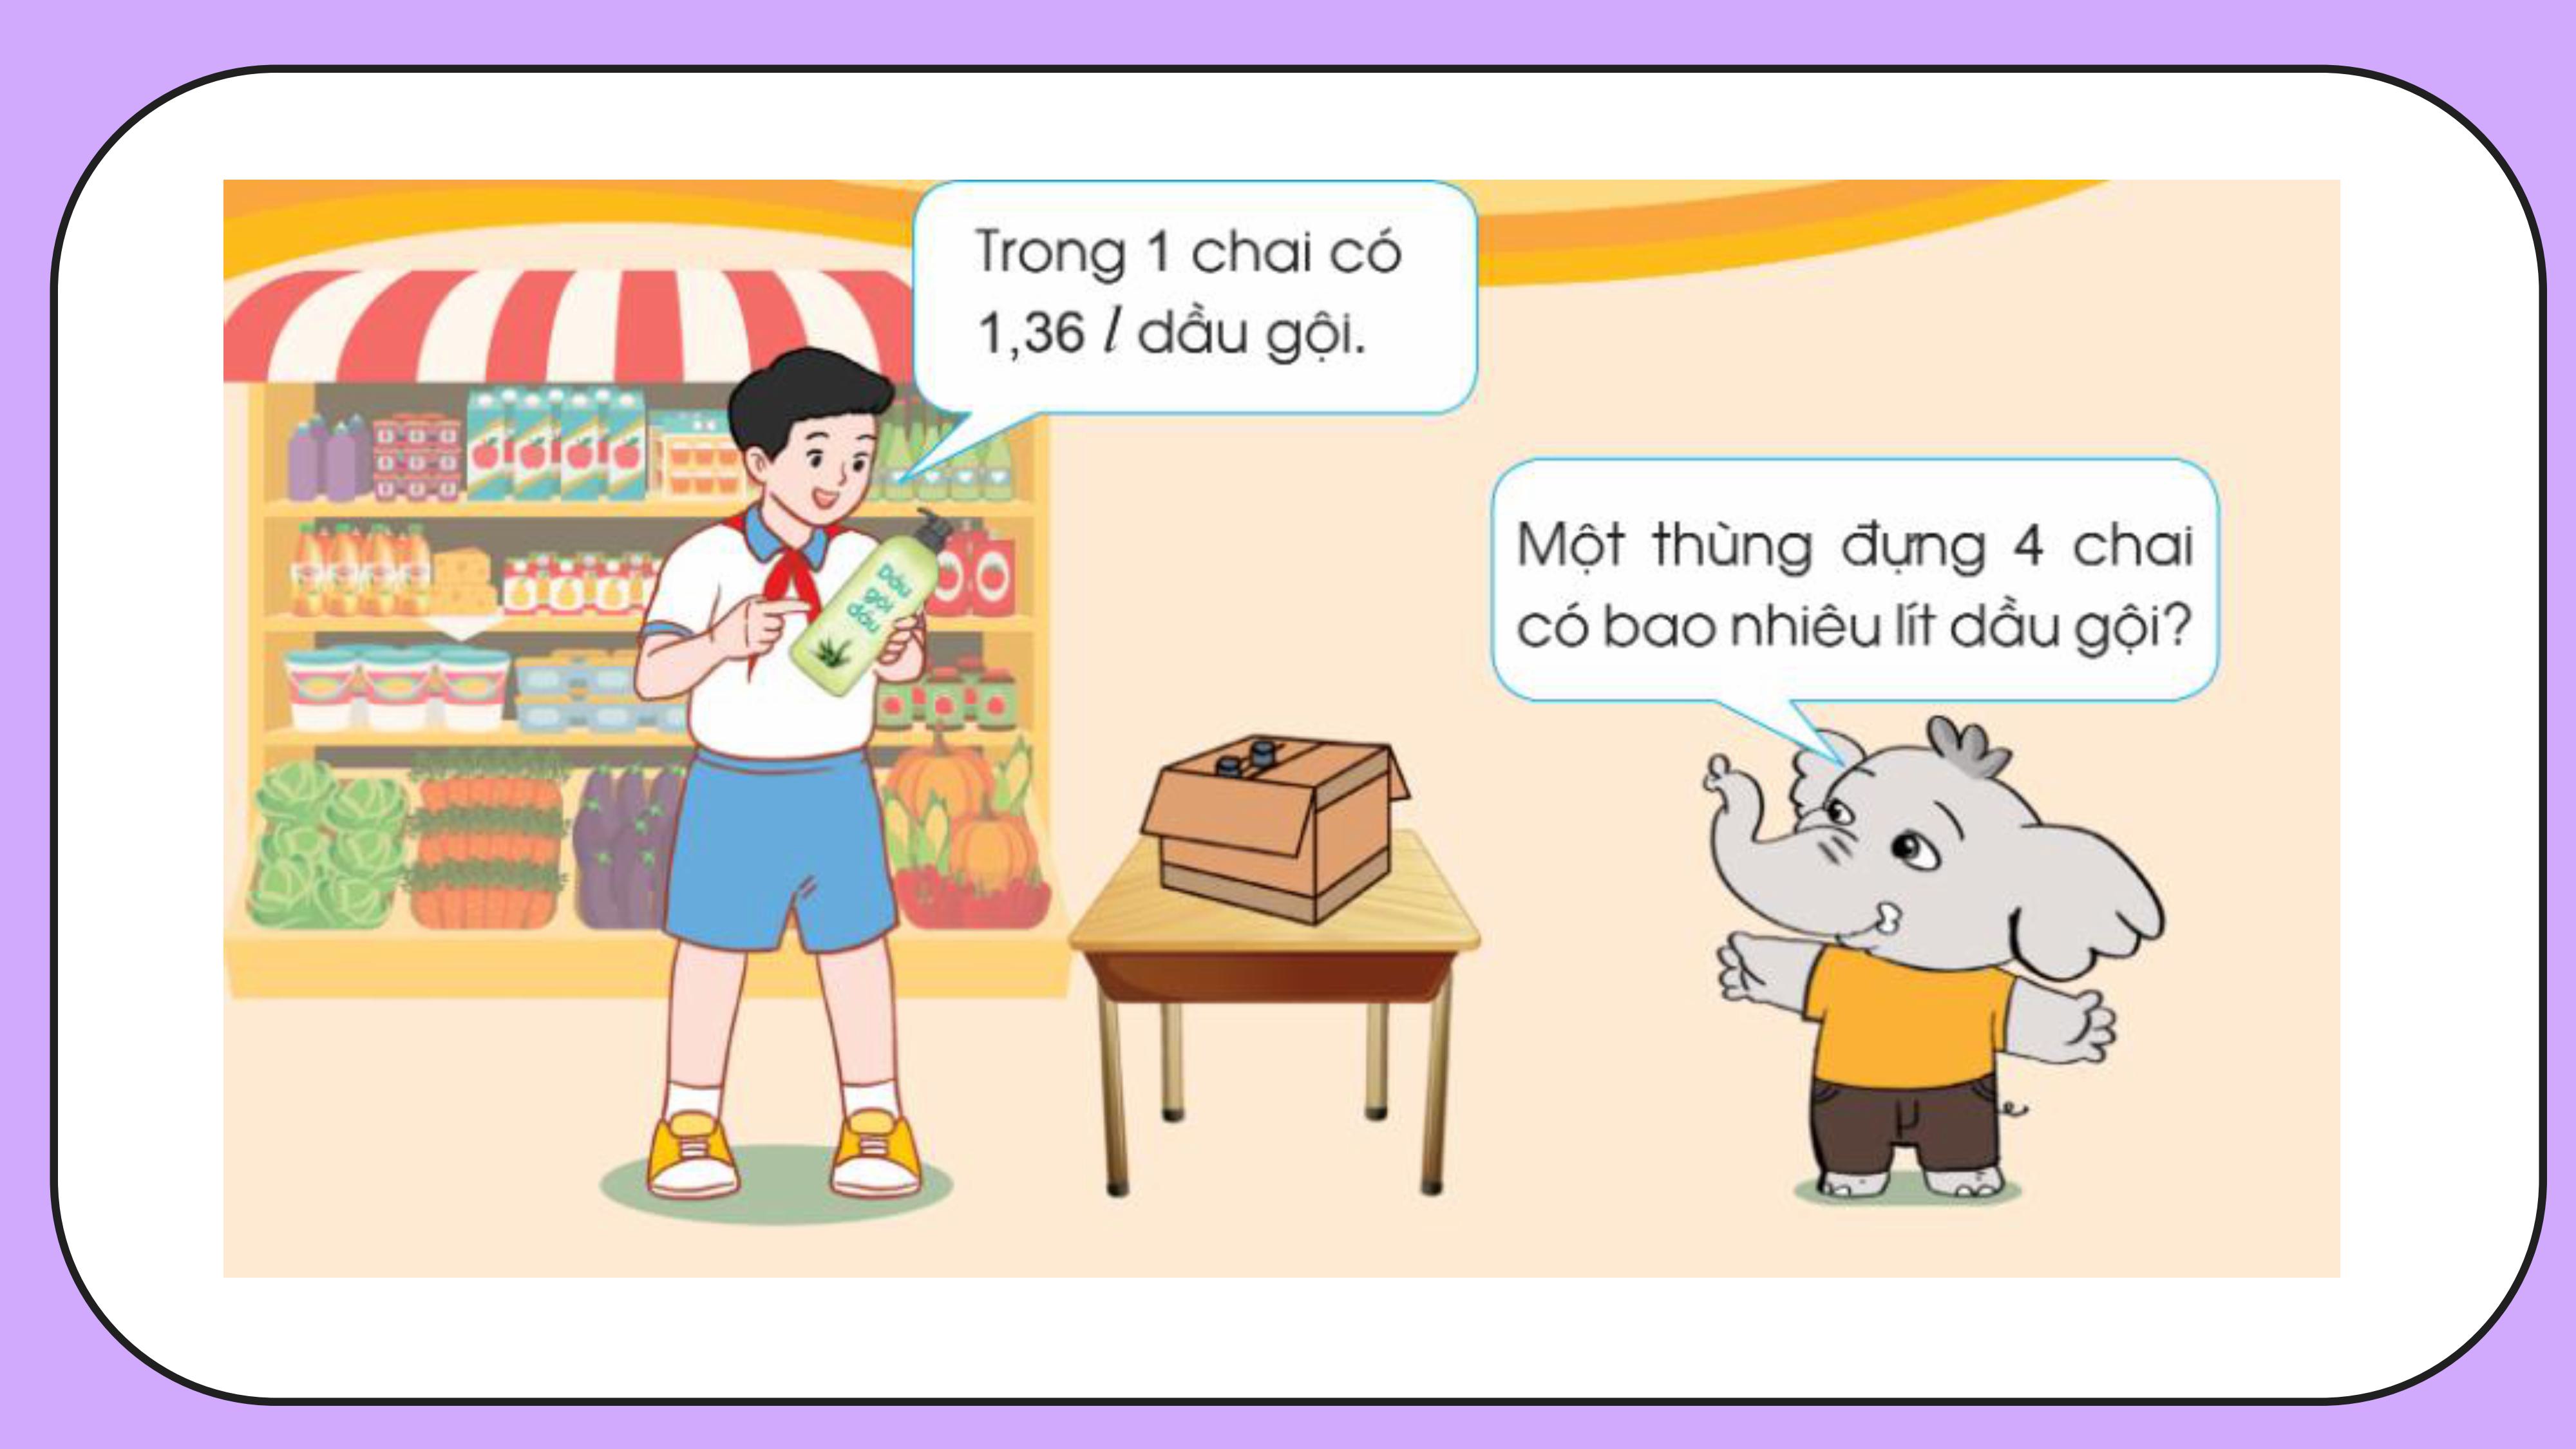 Trong 1 chai có
1,36 l dầu gội.
Một thùng đựng 4 chai
có bao nhiêu lít dầu gội?
Dầu
gội
đầu